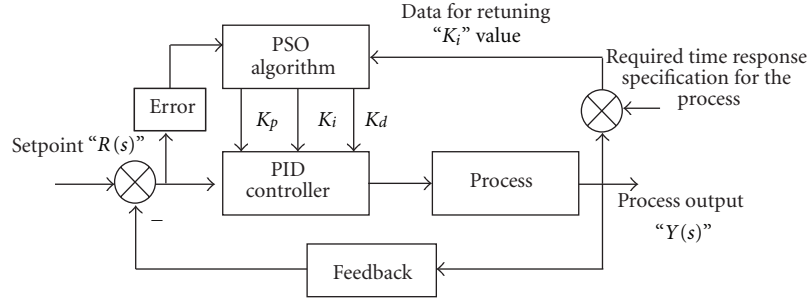 Data for retuning
“Ki” value
PSO
algorithm
Required time response
specification for the
process
Error
Kp
Ki
Kd
Setpoint “R(s)”
PID
controller
Process
Process output
“Y(s)”
−
Feedback